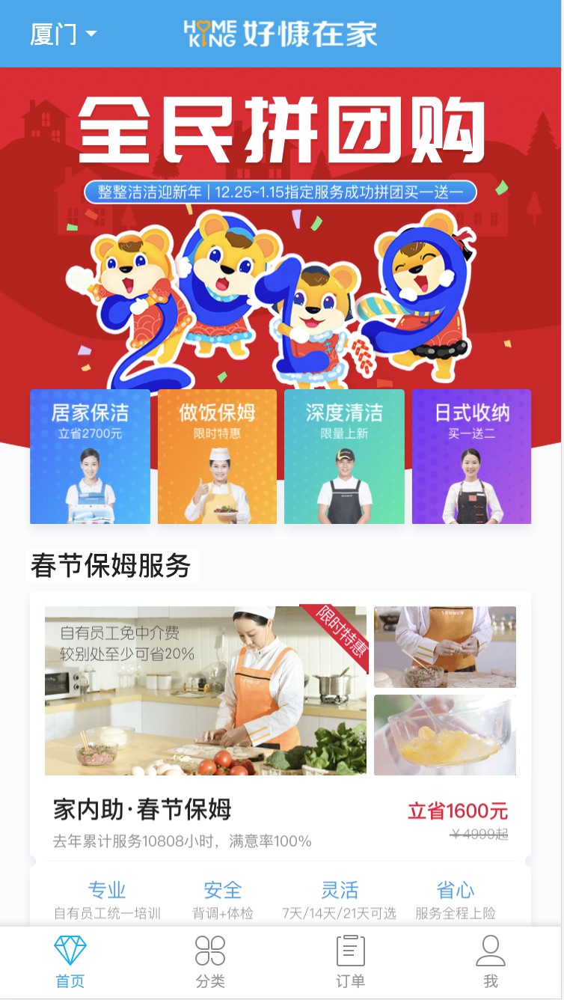 厦门
HOME KING 好慷在家
全民拼团购
整整洁洁迎新年 | 12.25~1.15指定服务成功拼团买一送一
2019
居家保洁
立省2700元
做饭保姆
限时特惠
深度清洁
限量上新
日式收纳
买一送二
春节保姆服务
自有员工免中介费
较别处至少可省20%
限时特惠
家内助·春节保姆
立省1600元
去年累计服务10808小时，满意率100%
￥4999起
专业
自有员工统一培训
安全
背调+体检
灵活
7天/14天/21天可选
省心
服务全程上险
首页
分类
订单
我